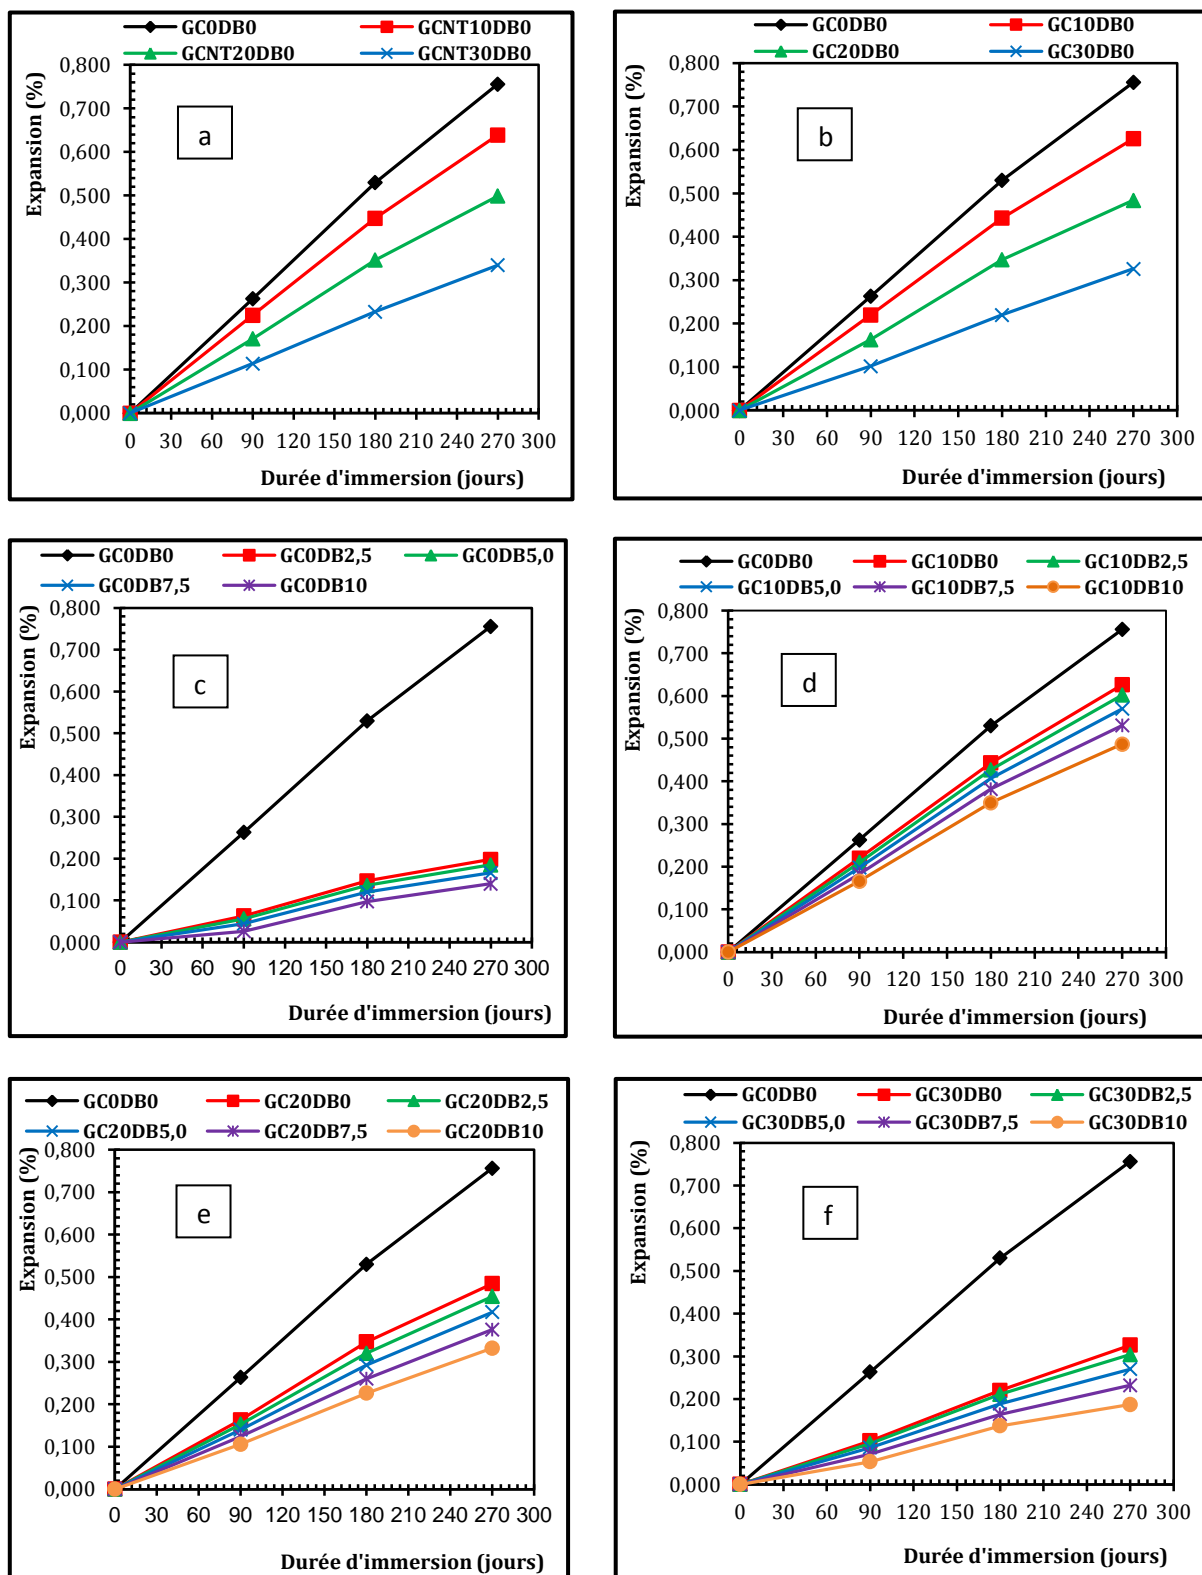 GC0DB0 GCNT10DB0
GCNT20DB0 GCNT30DB0
Expansion (%)
0,800
0,700
0,600
0,500
0,400
0,300
0,200
0,100
0,000
a
0 30 60 90 120 150 180 210 240 270 300
Durée d'immersion (jours)
GC0DB0 GC10DB0
GC20DB0 GC30DB0
Expansion (%)
0,800
0,700
0,600
0,500
0,400
0,300
0,200
0,100
0,000
b
0 30 60 90 120 150 180 210 240 270 300
Durée d'immersion (jours)
GC0DB0 GC0DB2,5 GC0DB5,0
GC0DB7,5 GC0DB10
Expansion (%)
0,800
0,700
0,600
0,500
0,400
0,300
0,200
0,100
0,000
c
0 30 60 90 120 150 180 210 240 270 300
Durée d'immersion (jours)
GC0DB0 GC10DB0 GC10DB2,5
GC10DB5,0 GC10DB7,5 GC10DB10
Expansion (%)
0,800
0,700
0,600
0,500
0,400
0,300
0,200
0,100
0,000
d
0 30 60 90 120 150 180 210 240 270 300
Durée d'immersion (jours)
GC0DB0 GC20DB0 GC20DB2,5
GC20DB5,0 GC20DB7,5 GC20DB10
Expansion (%)
0,800
0,700
0,600
0,500
0,400
0,300
0,200
0,100
0,000
e
0 30 60 90 120 150 180 210 240 270 300
Durée d'immersion (jours)
GC0DB0 GC30DB0 GC30DB2,5
GC30DB5,0 GC30DB7,5 GC30DB10
Expansion (%)
0,800
0,700
0,600
0,500
0,400
0,300
0,200
0,100
0,000
f
0 30 60 90 120 150 180 210 240 270 300
Durée d'immersion (jours)